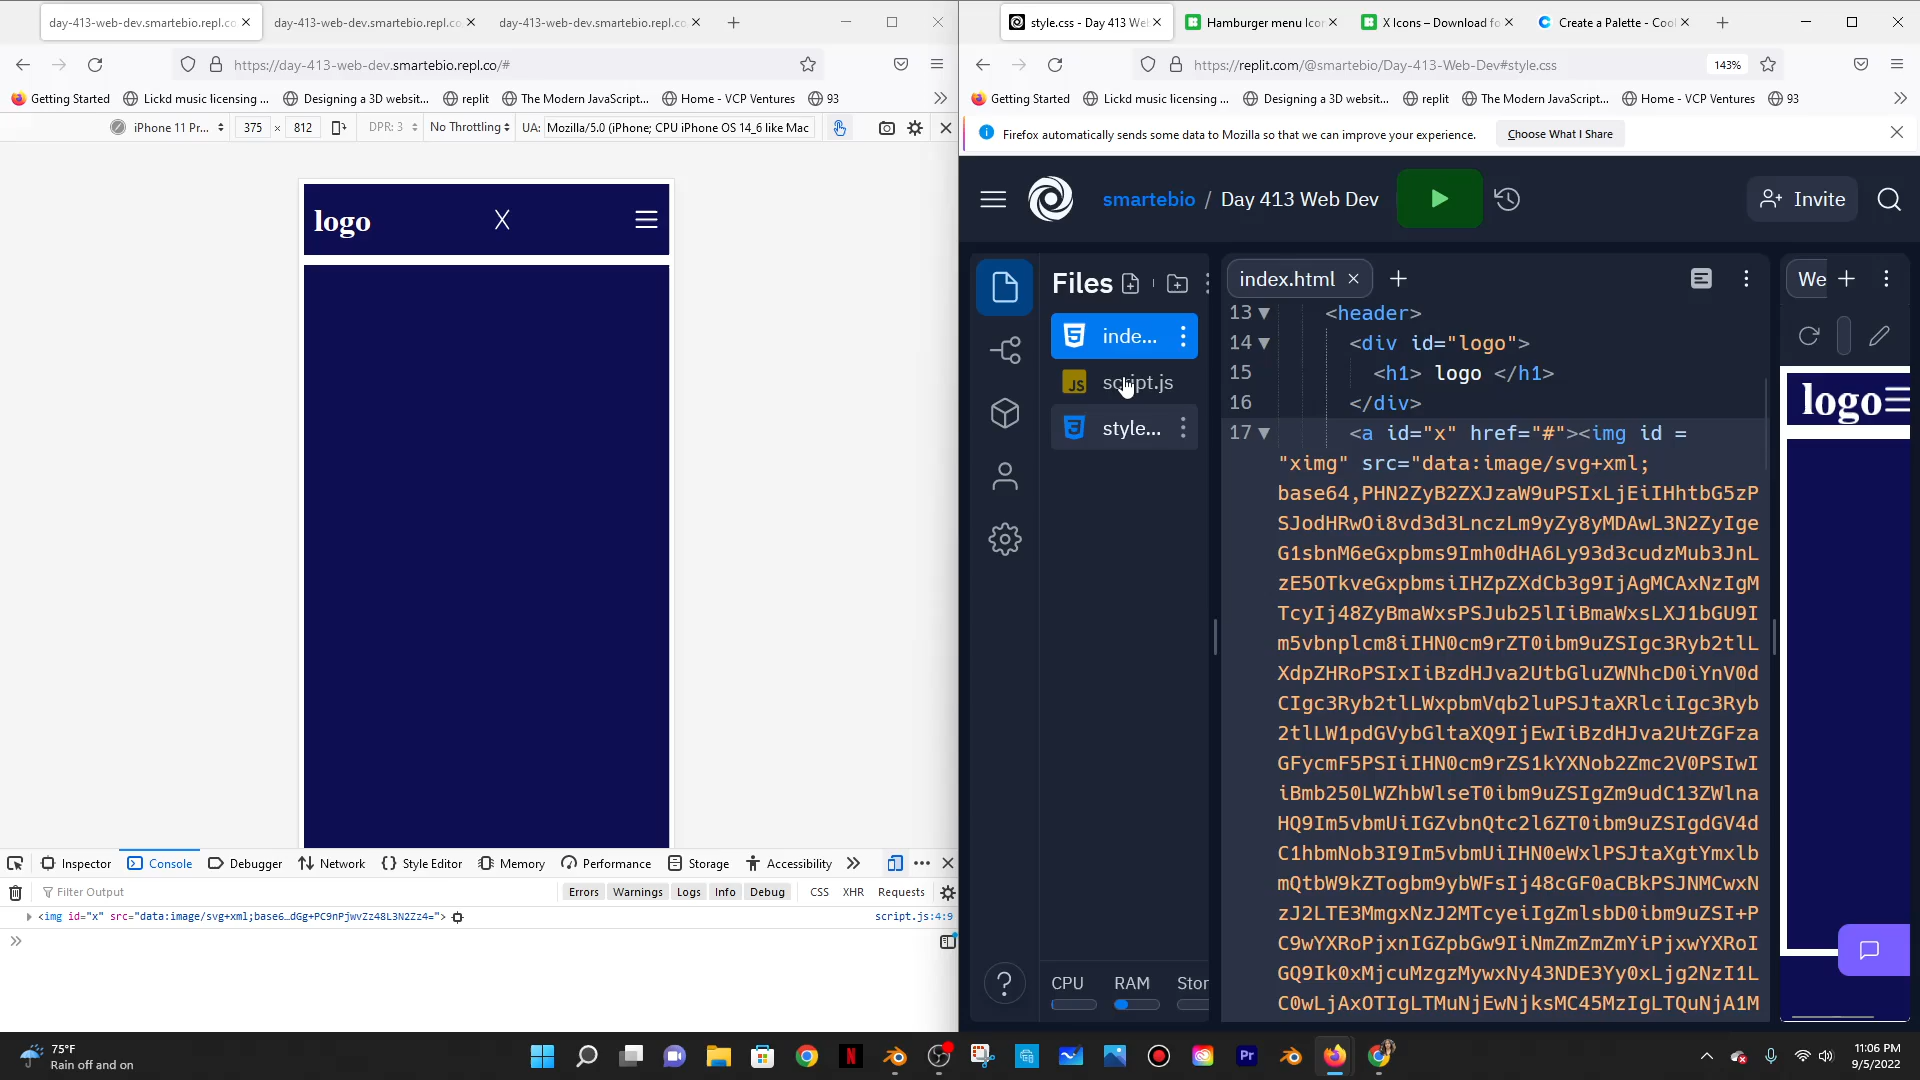 day-413-web-dev.smartebio.repl.co/
day-413-web-dev.smartebio.repl.co/
day-413-web-dev.smartebio.repl.co
https://day-413-web-dev.smartebio.repl.co/#
Getting Started
Lickd music licensing ...
Designing a 3D websit...
replit
The Modern JavaScript...
Home - VCP Ventures
93
iPhone 11 Pr...
375
×
812
DPR: 3
No Throttling
UA:
Mozilla/5.0 (iPhone; CPU iPhone OS 14_6 like Mac
logo
X
Inspector
Console
Debugger
Network
{} Style Editor
Memory
Performance
Storage
Accessibility
Filter Output
Errors
Warnings
Logs
Info
Debug
CSS
XHR
Requests
<img id="x" src="data:image/svg+xml;base6…dGg+PC9nPjwvZz48L3N2Zz4=">
script.js:4:9
style.css - Day 413 We
Hamburger menu Icon
X Icons – Download fo
Create a Palette - Cool
https://replit.com/@smartebio/Day-413-Web-Dev#style.css
143%
Getting Started
Lickd music licensing ...
Designing a 3D websit...
replit
The Modern JavaScript...
Home - VCP Ventures
93
Firefox automatically sends some data to Mozilla so that we can improve your experience.
Choose What I Share
smartebio / Day 413 Web Dev
Invite
Files
inde...
script.js
style...
index.html
We
13 <header>
14 <div id="logo">
15 <h1> logo </h1>
16 </div>
17 <a id="x" href="#"><img id =
"ximg" src="data:image/svg+xml;
base64,PHN2ZyB2ZXJzaW9uPSIxLjEiIHhtbG5zP
SJodHRwOi8vd3d3LnczLm9yZy8yMDAwL3N2ZyIge
G1sbnM6eGxpbms9Imh0dHA6Ly93d3cudzMub3JnL
zE5OTkveGxpbmsiIHZpZXdCb3g9IjAgMCAxNzIgM
TcyIj48ZyBmaWxsPSJub25lIiBmaWxsLXJ1bGU9I
m5vbnplcm8iIHN0cm9rZT0ibm9uZSIgc3Ryb2tlL
XdpZHRoPSIxIiBzdHJva2UtbGluZWNhcD0iYnV0d
CIgc3Ryb2tlLWxpbmVqb2luPSJtaXRlciIgc3Ryb
2tlLW1pdGVybGltaXQ9IjEwIiBzdHJva2UtZGFza
GFycmF5PSIiIHN0cm9rZS1kYXNob2Zmc2V0PSIwI
iBmb250LWZhbWlseT0ibm9uZSIgZm9udC13ZWlna
HQ9Im5vbmUiIGZvbnQtc2l6ZT0ibm9uZSIgdGV4d
C1hbmNob3I9Im5vbmUiIHN0eWxlPSJtaXgtYmxlb
mQtbW9kZTogbm9ybWFsIj48cGF0aCBkPSJNMCwxN
zJ2LTE3MmgxNzJ2MTcyeiIgZmlsbD0ibm9uZSI+P
C9wYXRoPjxnIGZpbGw9IiNmZmZmZmYiPjxwYXRoI
GQ9Ik0xMjcuMzgzMywxNy43NDE3Yy0xLjg2NzI1L
C0wLjAxOTIgLTMuNjEwNjksMC45MzIgLTQuNjA1M
logo
CPU
RAM
Stor
75°F
Rain off and on
Pr
11:06 PM
9/5/2022